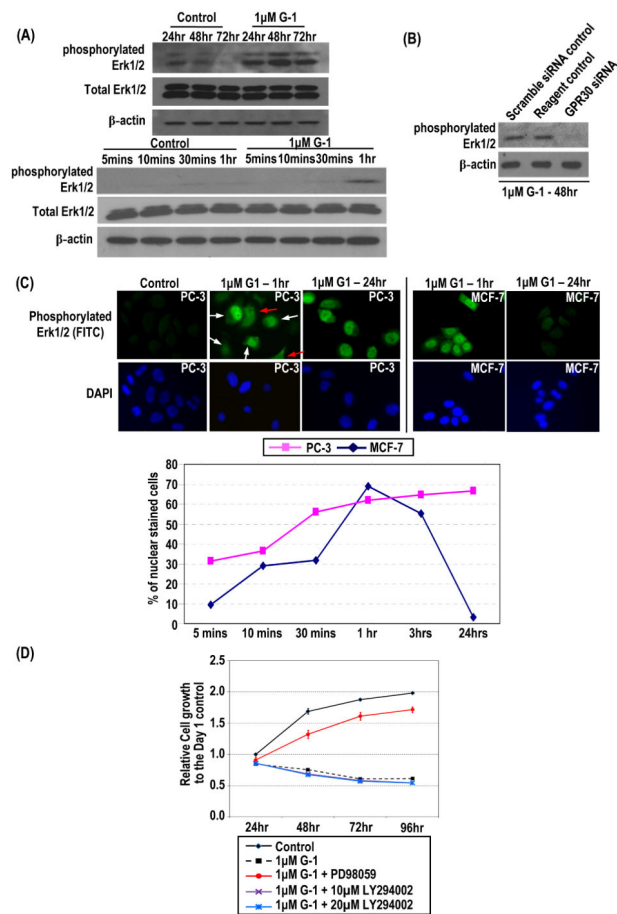 (A)
Control 1µM G-1
24hr 48hr 72hr 24hr 48hr 72hr
phosphorylated
Erk1/2
Total Erk1/2
β-actin
Control 1µM G-1
5mins 10mins 30mins 1hr 5mins 10mins 30mins 1hr
phosphorylated
Erk1/2
Total Erk1/2
β-actin
(B)
Scramble siRNA control
Reagent control
GPR30 siRNA
phosphorylated
Erk1/2
β-actin
1µM G-1 - 48hr
(C)
Control 1µM G1 – 1hr 1µM G1 – 24hr 1µM G1 – 1hr 1µM G1 – 24hr
PC-3 PC-3 PC-3 MCF-7 MCF-7
Phosphorylated
Erk1/2 (FITC)
PC-3 PC-3 PC-3 MCF-7 MCF-7
DAPI
PC-3 MCF-7
% of nuclear stained cells
80
70
60
50
40
30
20
10
0
5 mins 10 mins 30 mins 1 hr 3hrs 24hrs
(D)
Relative Cell growth
to the Day 1 control
2.5
2.0
1.5
1.0
0.5
0.0
24hr 48hr 72hr 96hr
Control
1µM G-1
1µM G-1 + PD98059
1µM G-1 + 10µM LY294002
1µM G-1 + 20µM LY294002